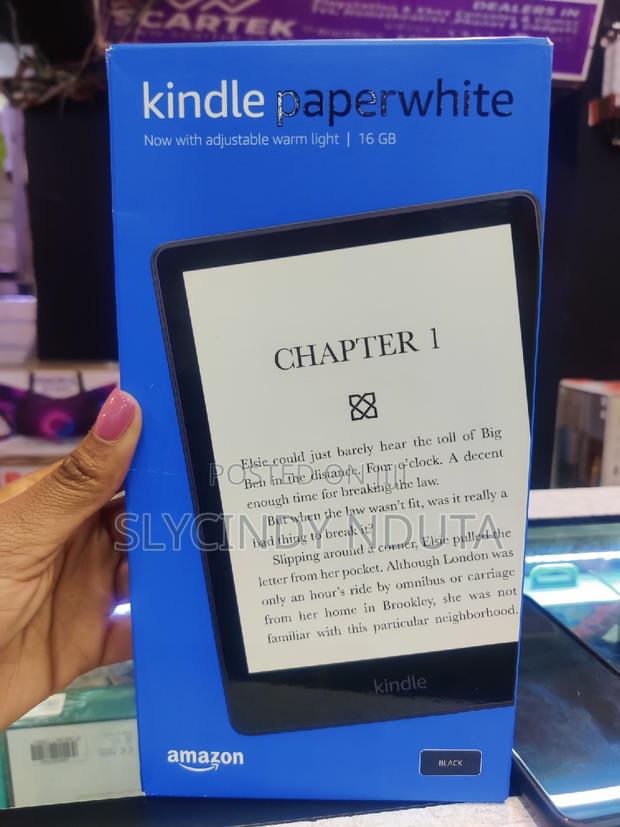 SCARTEK
DEALERS IN
kindle paperwhite
Now with adjustable warm light | 16 GB
CHAPTER 1
Elsie could just barely hear the toll of Big
Ben in the distance. Four o'clock. A decent
enough time for breaking the law.
But when the law wasn't fit, was it really a
bad thing to break it?
Slipping around a corner, Elsie pulled the
letter from her pocket. Although London was
only an hour's ride by omnibus or carriage
from her home in Brookley, she was not
familiar with this particular neighborhood.
POSTED ON JIJI
SLYCINDY NDUTA
kindle
amazon
BLACK